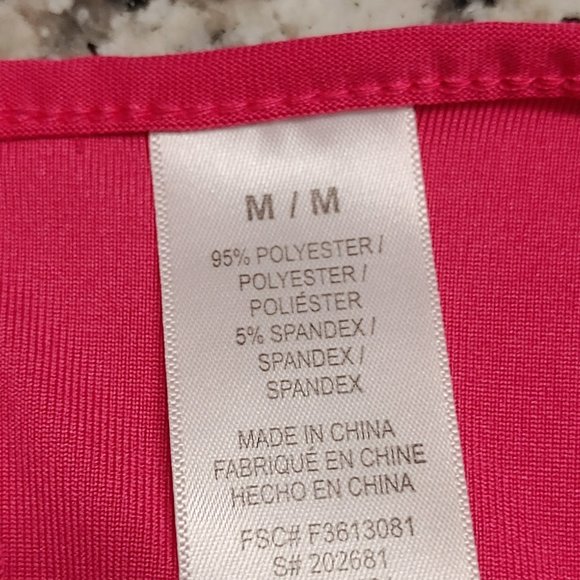 M / M
95% POLYESTER /
POLYESTER /
POLIÉSTER
5% SPANDEX /
SPANDEX /
SPANDEX
MADE IN CHINA
FABRIQUÉ EN CHINE
HECHO EN CHINA
FSC# F3613081
S# 202681